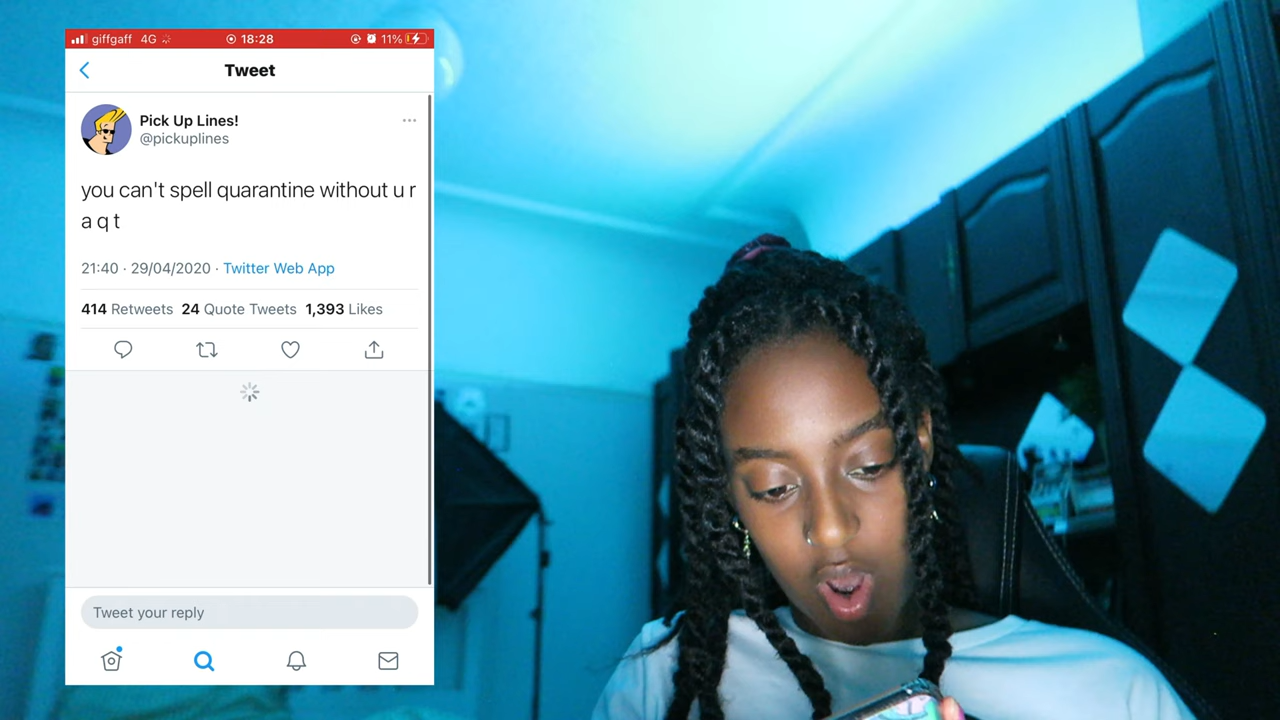 giffgaff 4G 18:28 11%
Tweet
Pick Up Lines!
@pickuplines
you can't spell quarantine without u r
a q t
21:40 · 29/04/2020 · Twitter Web App
414 Retweets 24 Quote Tweets 1,393 Likes
Tweet your reply